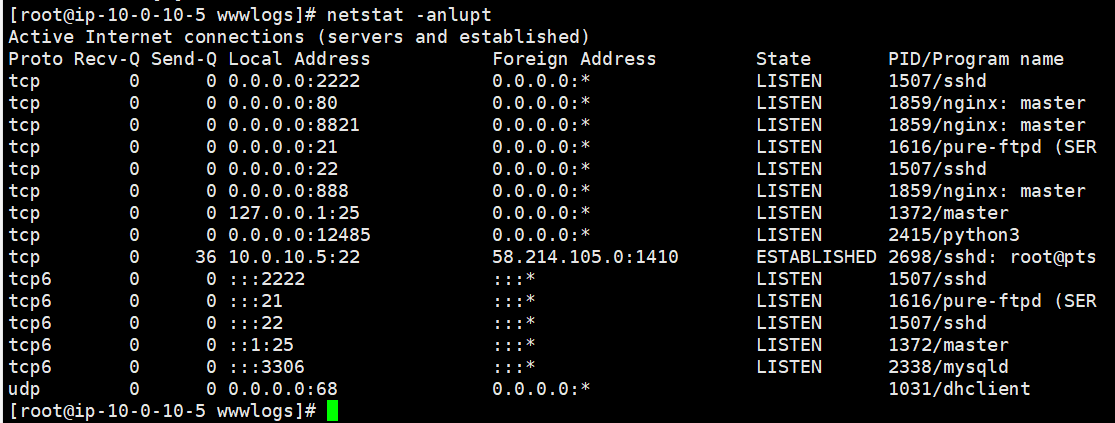 [root@ip-10-0-10-5 wwwlogs]# netstat -anlupt
Active Internet connections (servers and established)
Proto Recv-Q Send-Q Local Address           Foreign Address         State       PID/Program name
tcp        0      0 0.0.0.0:2222            0.0.0.0:*               LISTEN      1507/sshd
tcp        0      0 0.0.0.0:80              0.0.0.0:*               LISTEN      1859/nginx: master
tcp        0      0 0.0.0.0:8821            0.0.0.0:*               LISTEN      1859/nginx: master
tcp        0      0 0.0.0.0:21              0.0.0.0:*               LISTEN      1616/pure-ftpd (SER
tcp        0      0 0.0.0.0:22              0.0.0.0:*               LISTEN      1507/sshd
tcp        0      0 0.0.0.0:888             0.0.0.0:*               LISTEN      1859/nginx: master
tcp        0      0 127.0.0.1:25            0.0.0.0:*               LISTEN      1372/master
tcp        0      0 0.0.0.0:12485           0.0.0.0:*               LISTEN      2415/python3
tcp        0     36 10.0.10.5:22            58.214.105.0:1410       ESTABLISHED 2698/sshd: root@pts
tcp6       0      0 :::2222                 :::*                    LISTEN      1507/sshd
tcp6       0      0 :::21                   :::*                    LISTEN      1616/pure-ftpd (SER
tcp6       0      0 :::22                   :::*                    LISTEN      1507/sshd
tcp6       0      0 ::1:25                  :::*                    LISTEN      1372/master
tcp6       0      0 :::3306                 :::*                    LISTEN      2338/mysqld
udp        0      0 0.0.0.0:68              0.0.0.0:*                           1031/dhclient
[root@ip-10-0-10-5 wwwlogs]#